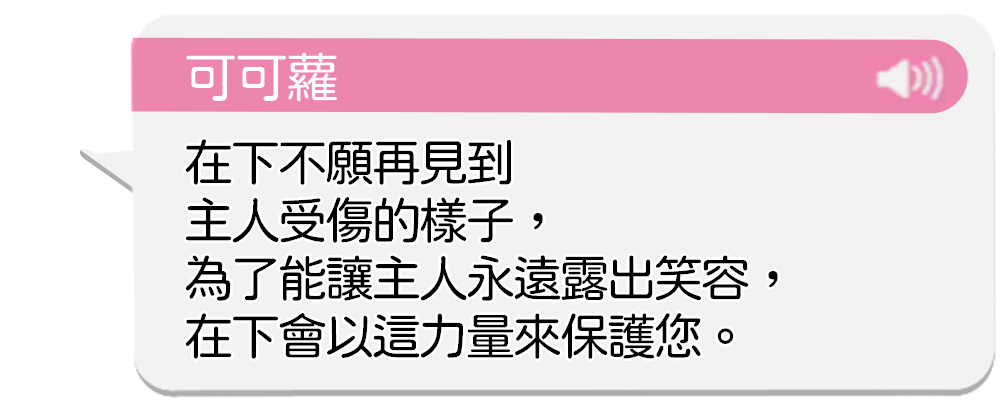 可可蘿
在下不願再見到
主人受傷的樣子，
為了能讓主人永遠露出笑容，
在下會以這力量來保護您。